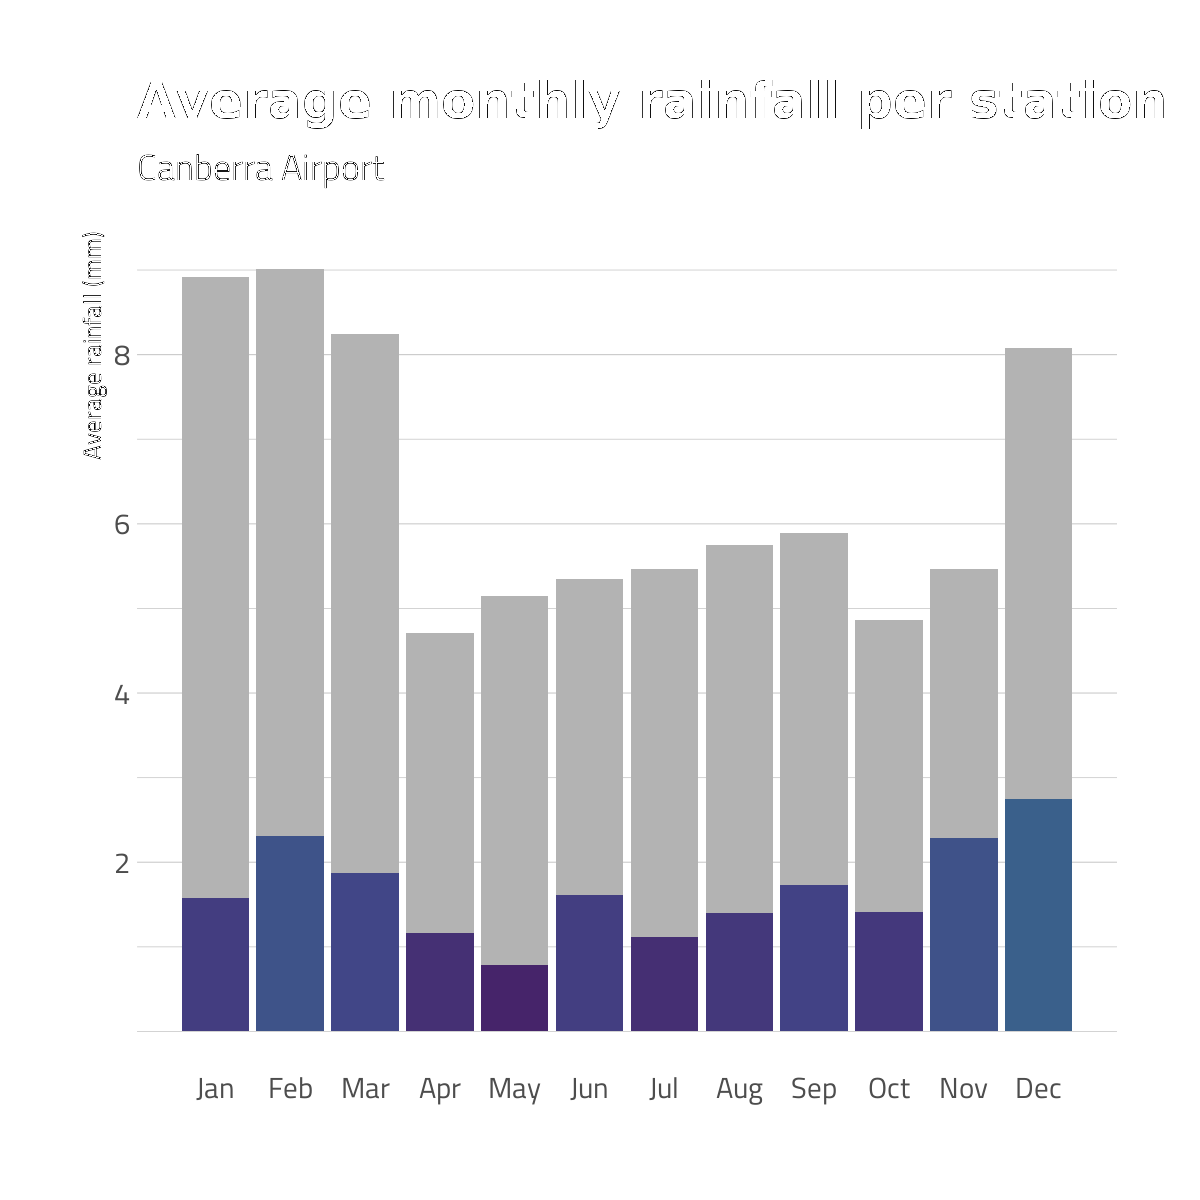 Average monthly rainfall per station
Canberra Airport
Average rainfall (mm)
8
6
4
2
Jan Feb Mar Apr May Jun Jul Aug Sep Oct Nov Dec